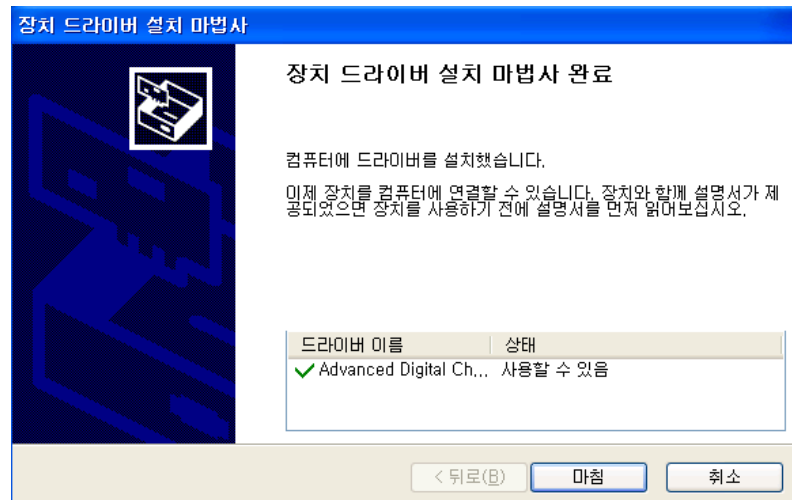 장치 드라이버 설치 마법사
장치 드라이버 설치 마법사 완료
컴퓨터에 드라이버를 설치했습니다.
이제 장치를 컴퓨터에 연결할 수 있습니다. 장치와 함께 설명서가 제
공되었으면 장치를 사용하기 전에 설명서를 먼저 읽어보십시오.
드라이버 이름 상태
Advanced Digital Ch... 사용할 수 있음
< 뒤로(B) 마침 취소